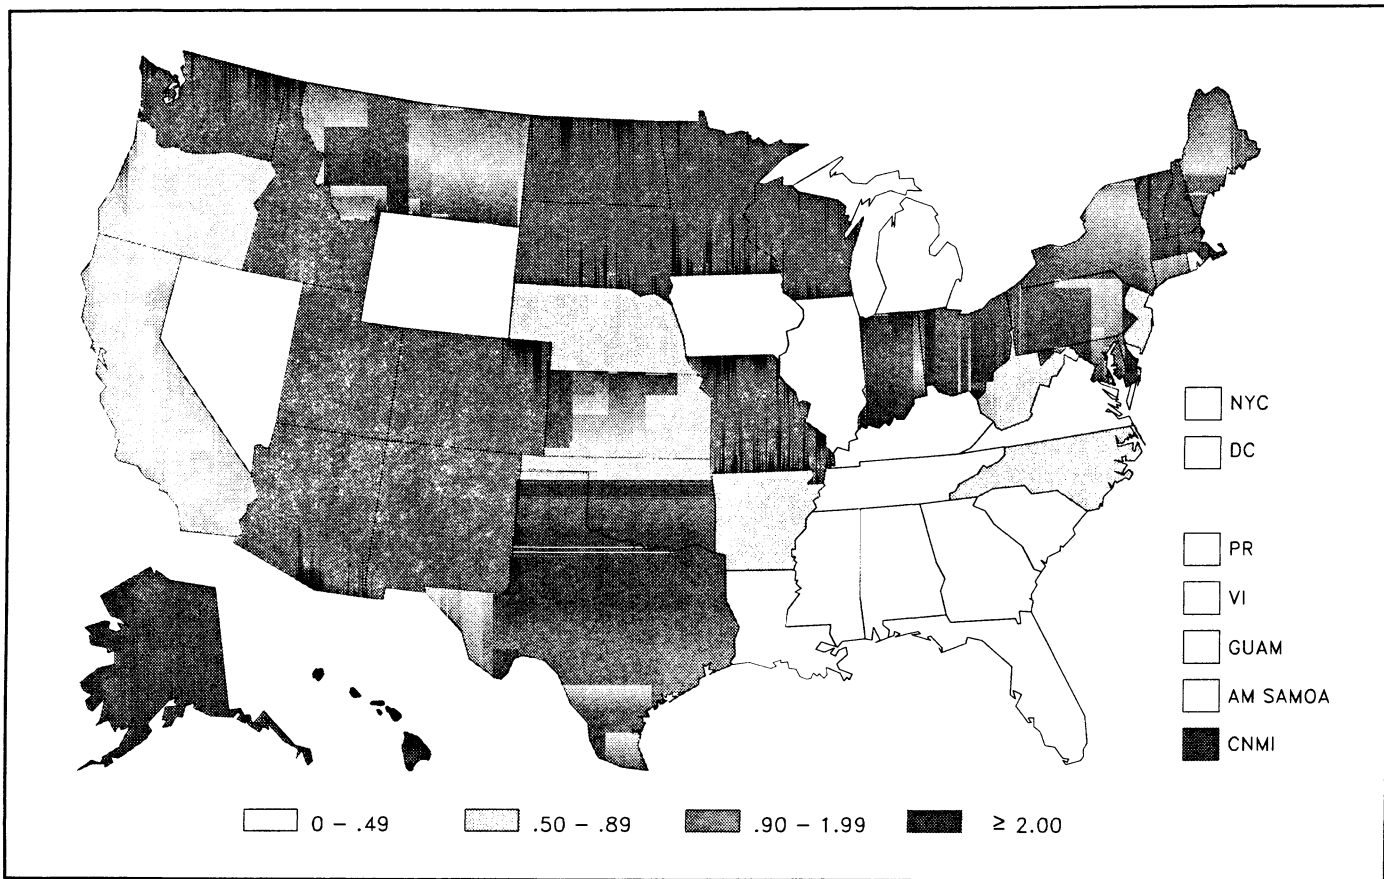 NYC
DC
PR
VI
GUAM
AM SAMOA
CNMI
0 – .49
.50 – .89
.90 – 1.99
≥ 2.00